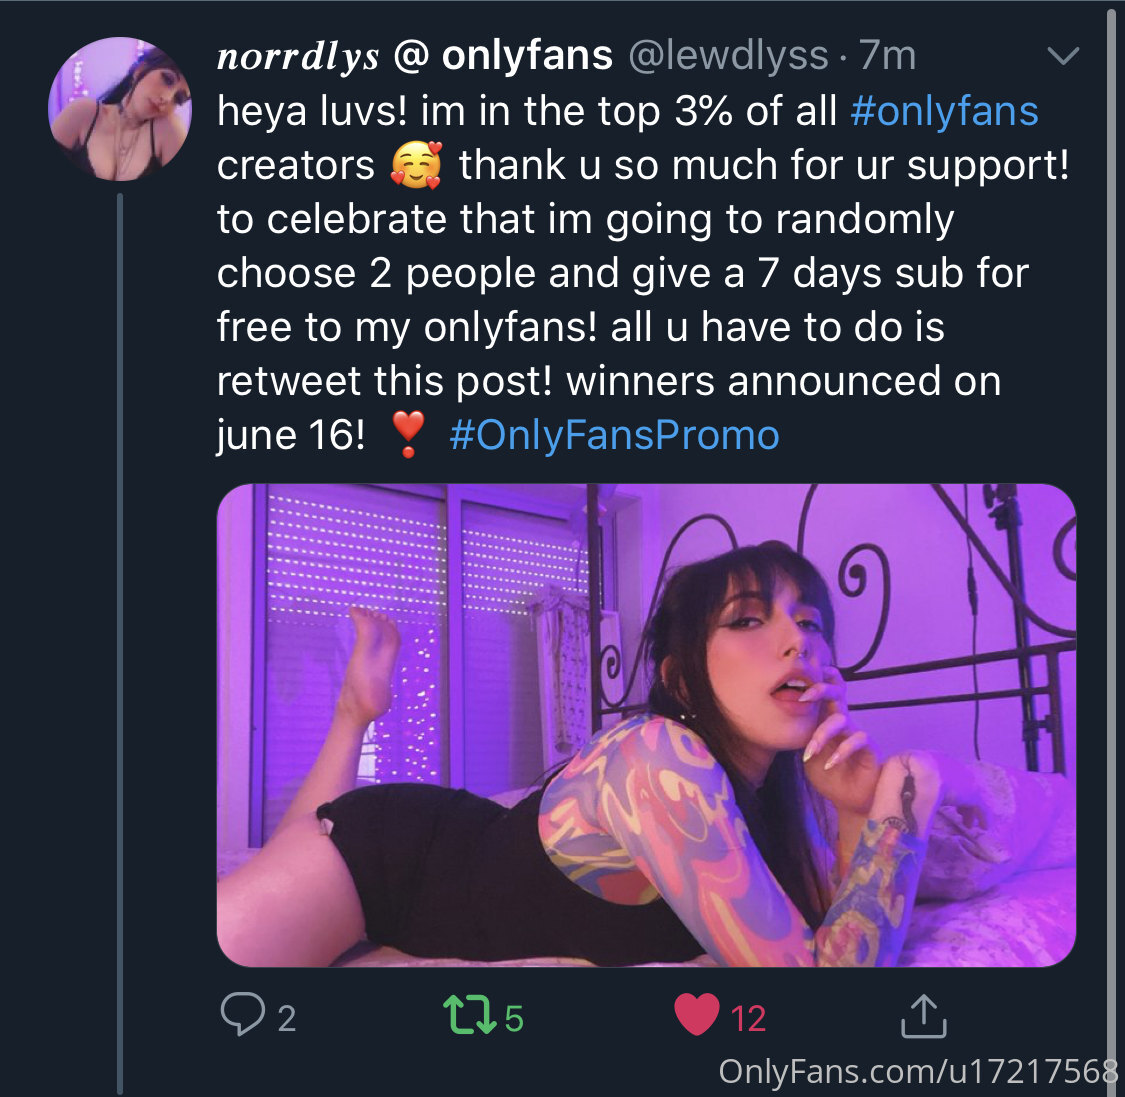 norrdlys @ onlyfans @lewdlyss · 7m
heya luvs! im in the top 3% of all #onlyfans
creators 🥰 thank u so much for ur support!
to celebrate that im going to randomly
choose 2 people and give a 7 days sub for
free to my onlyfans! all u have to do is
retweet this post! winners announced on
june 16! ❣️ #OnlyFansPromo
2 5 12
OnlyFans.com/u17217568